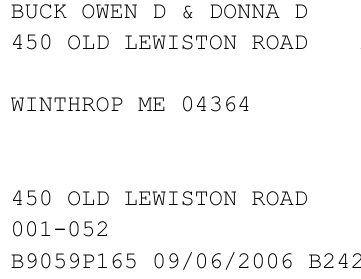 BUCK OWEN D & DONNA D
450 OLD LEWISTON ROAD
WINTHROP ME 04364
450 OLD LEWISTON ROAD
001-052
B9059P165 09/06/2006 B242